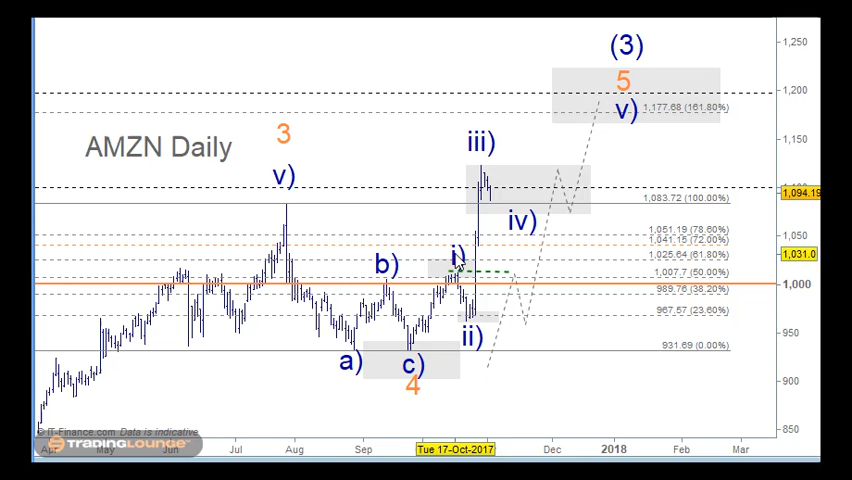 1,250
(3)
5
1,200
v)
1,177.68 (161.80%)
AMZN Daily
3
iii)
1,150
v)
1,094.19
1,083.72 (100.00%)
iv)
1,051.19 (78.60%)
1,050
1,041.15 (72.00%)
b)
i)
1,025.64 (61.80%)
1,031.0
1,007.7 (50.00%)
989.76 (38.20%)
1,000
967.57 (23.60%)
950
ii)
931.69 (0.00%)
a)
c)
4
900
850
© IT-Finance.com Data is indicative
TRADINGLOUNGE
Apr May Jun Jul Aug Sep Tue 17-Oct-2017 Dec 2018 Feb Mar